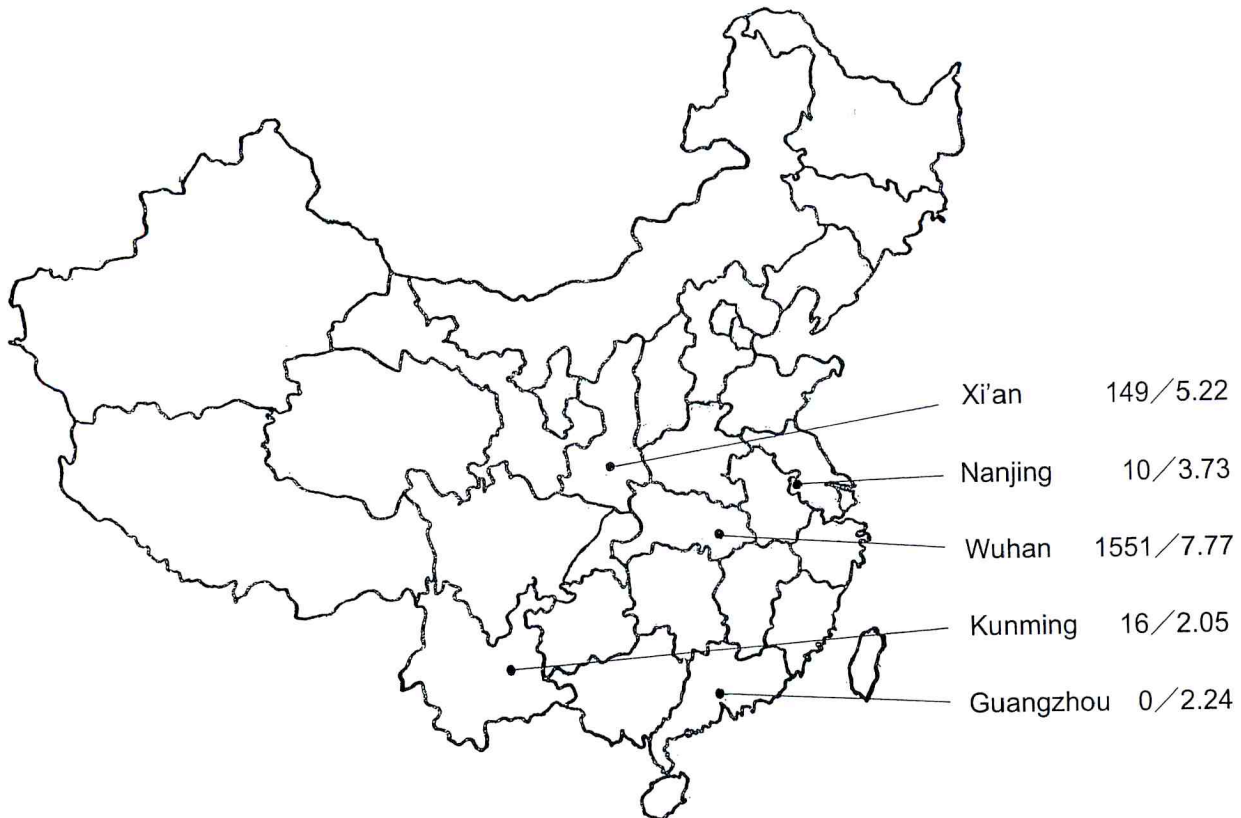 Xi'an 149／5.22
Nanjing 10／3.73
Wuhan 1551／7.77
Kunming 16／2.05
Guangzhou 0／2.24